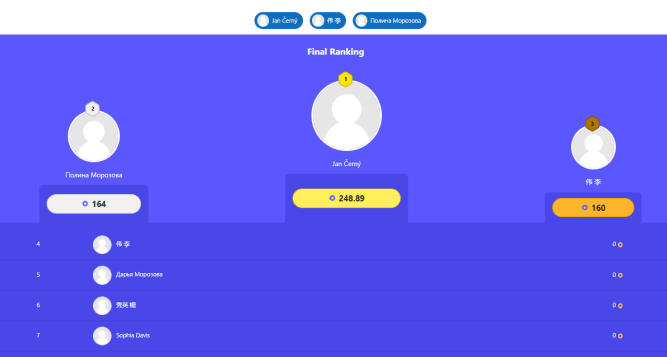 Jan Černý
伟 李
Полина Морозова
Final Ranking
1
2
3
Jan Černý
Полина Морозова
伟 李
248.89
164
160
4 伟 李 0
5 Дарья Морозова 0
6 秀英 0
7 Sophia Davis 0